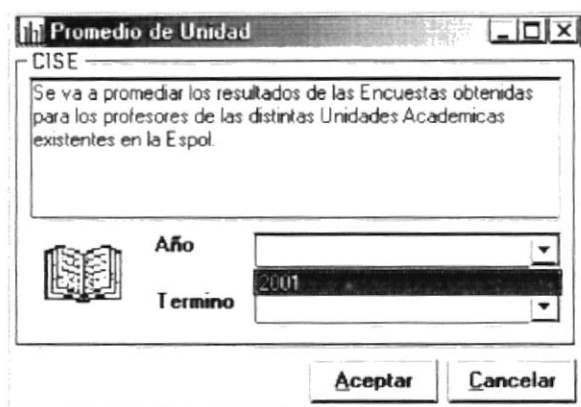 Promedio de Unidad
CISE
Se va a promediar los resultados de las Encuestas obtenidas
para los profesores de las distintas Unidades Academicas
existentes en la Espol.
Año
2001
Termino
Aceptar
Cancelar